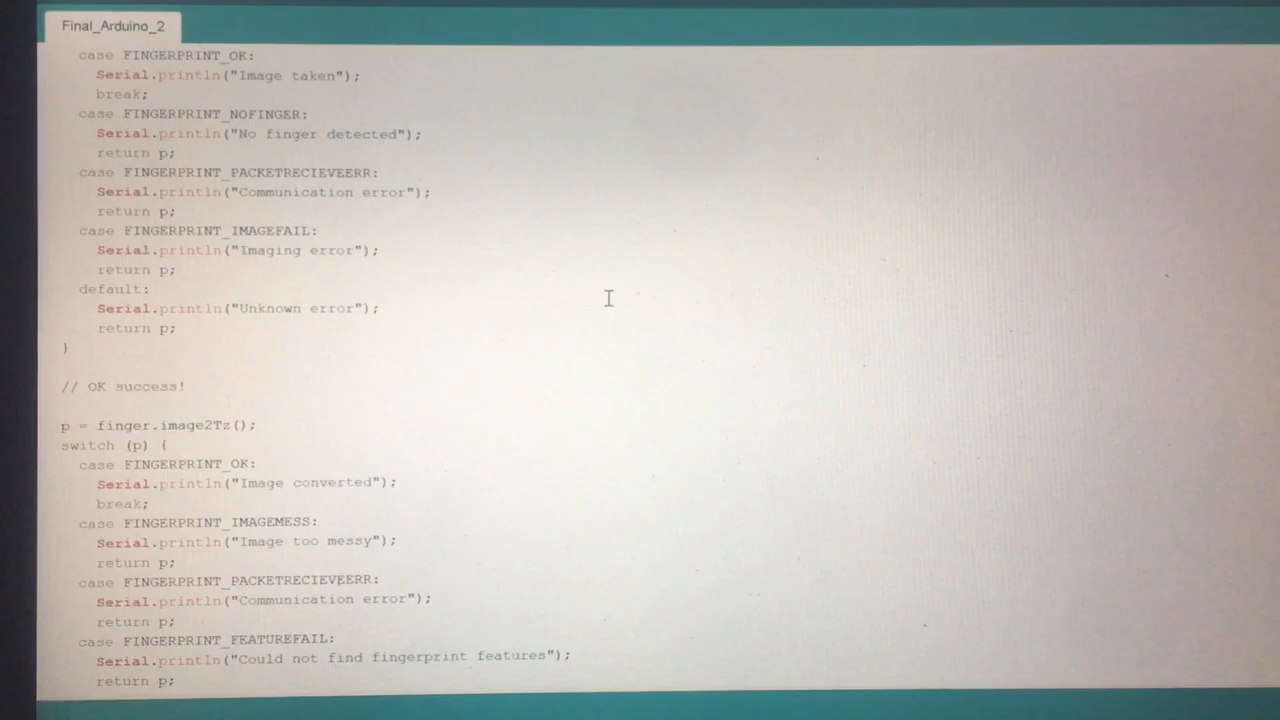 Final_Arduino_2
case FINGERPRINT_OK:
Serial.println("Image taken");
break;
case FINGERPRINT_NOFINGER:
Serial.println("No finger detected");
return p;
case FINGERPRINT_PACKETRECIEVEERR:
Serial.println("Communication error");
return p;
case FINGERPRINT_IMAGEFAIL:
Serial.println("Imaging error");
return p;
default:
Serial.println("Unknown error");
return p;
}
// OK success!
p = finger.image2Tz();
switch (p) {
case FINGERPRINT_OK:
Serial.println("Image converted");
break;
case FINGERPRINT_IMAGEMESS:
Serial.println("Image too messy");
return p;
case FINGERPRINT_PACKETRECIEVEERR:
Serial.println("Communication error");
return p;
case FINGERPRINT_FEATUREFAIL:
Serial.println("Could not find fingerprint features");
return p;